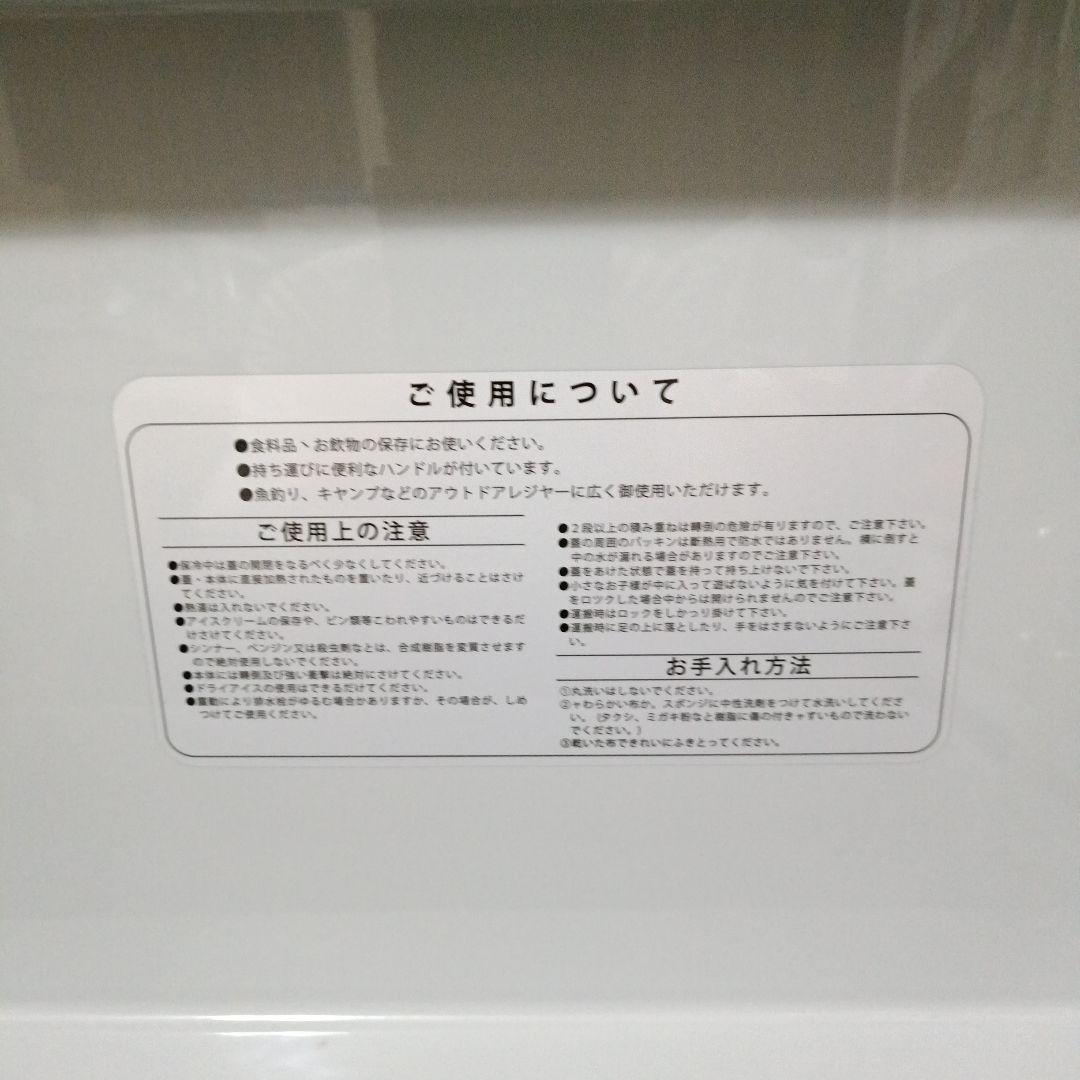 ご使用について
●食料品、お飲物の保存にお使いください。
●持ち運びに便利なハンドルが付いています。
●魚釣り、キヤンプなどのアウトドアレジャーに広く御使用いただけます。
ご使用上の注意
●保冷中は蓋の開閉をなるべく少なくしてください。
●蓋・本体に直接加熱されたものを置いたり、近づけることはさけ
てください。
●熱湯は入れないでください。
●アイスクリームの保存や、ビン類等こわれやすいものはできるだ
けさけてください。
●シンナー、ベンジン又は殺虫剤などは、合成樹脂を変質させます
ので絶対使用しないでください。
●本体には轉倒及び強い衝撃は絶対にさけてください。
●ドライアイスの使用はできるだけてください。
●震動により排水栓がゆるむ場合かありますか、その場合が、しめ
つけてご使用ください。
●２段以上の積み重ねは轉倒の危險が有りますので、ご注意下さい。
●蓋の周囲のパッキンは断熱用で防水ではありません。横に倒すと
中の水が漏れる場合がありますのでご注意下さい。
●蓋をあけた状態で蓋を持って持ち上けないで下さい。
●小さなお子様が中に入って遊ばないように気を付けて下さい。蓋
をロツクした場合中からは開けられませんのでご注意下さい。
●運搬時はロックをしかっり掛けて下さい。
●運搬時に足の上に落としたり、手をはさまないようにご注意下さ
い。
お手入れ方法
①丸洗いはしないでください。
②ャわらかい布か、スポンジに中性洗剤をつけて水洗いしてくださ
い。(タクシ、ミガキ粉なと樹脂に傷の付きャすいもので洗わない
でください。)
③乾いた布できれいにふきとってください。